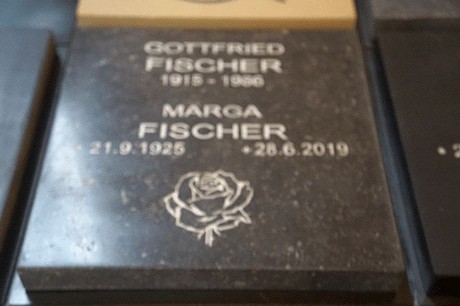 GOTTFRIED
FISCHER
1915 - 1986
MARGA
FISCHER
* 21.9.1925 +28.6.2019